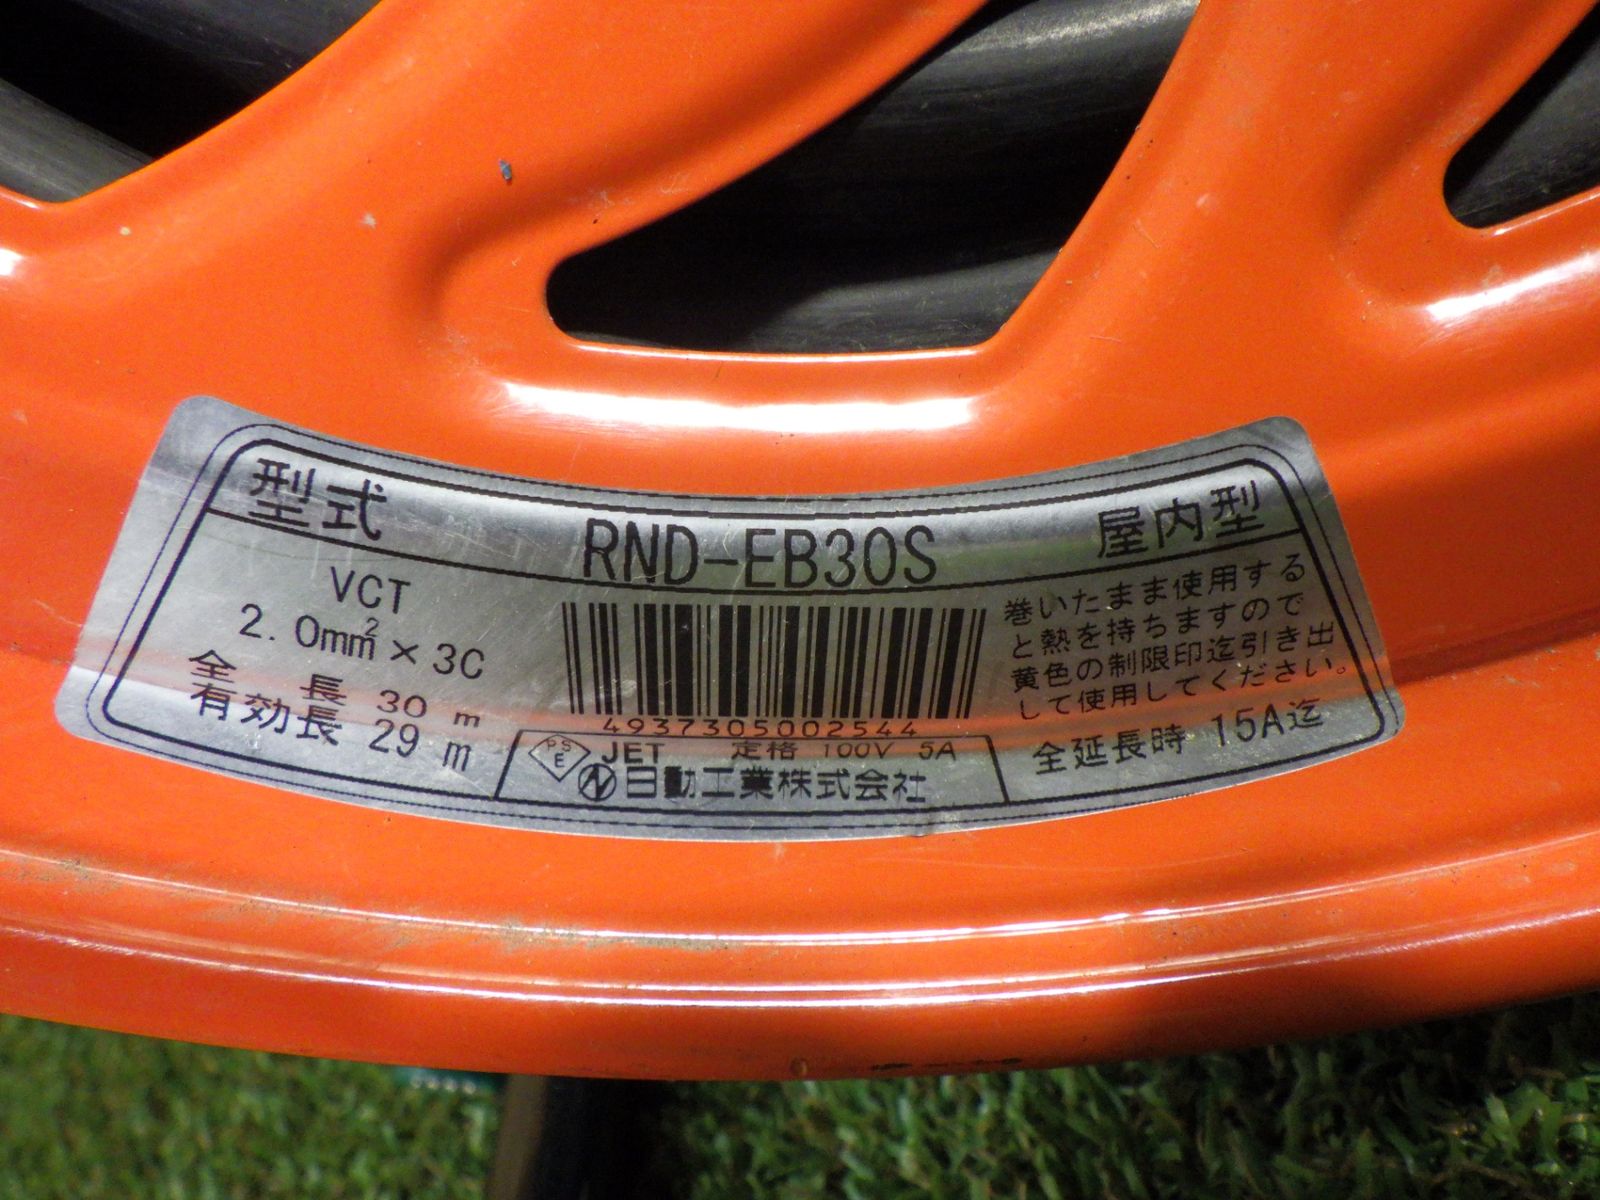 型式 RND-EB30S 屋内型
VCT
2.0mm²×3C
全長 30m
有効長 29m
4937305002544
PSE JET 定格 100V 5A
日動工業株式会社
巻いたまま使用する
と熱を持ちますので
黄色の制限印迄引き出
して使用してください。
全延長時 15A迄